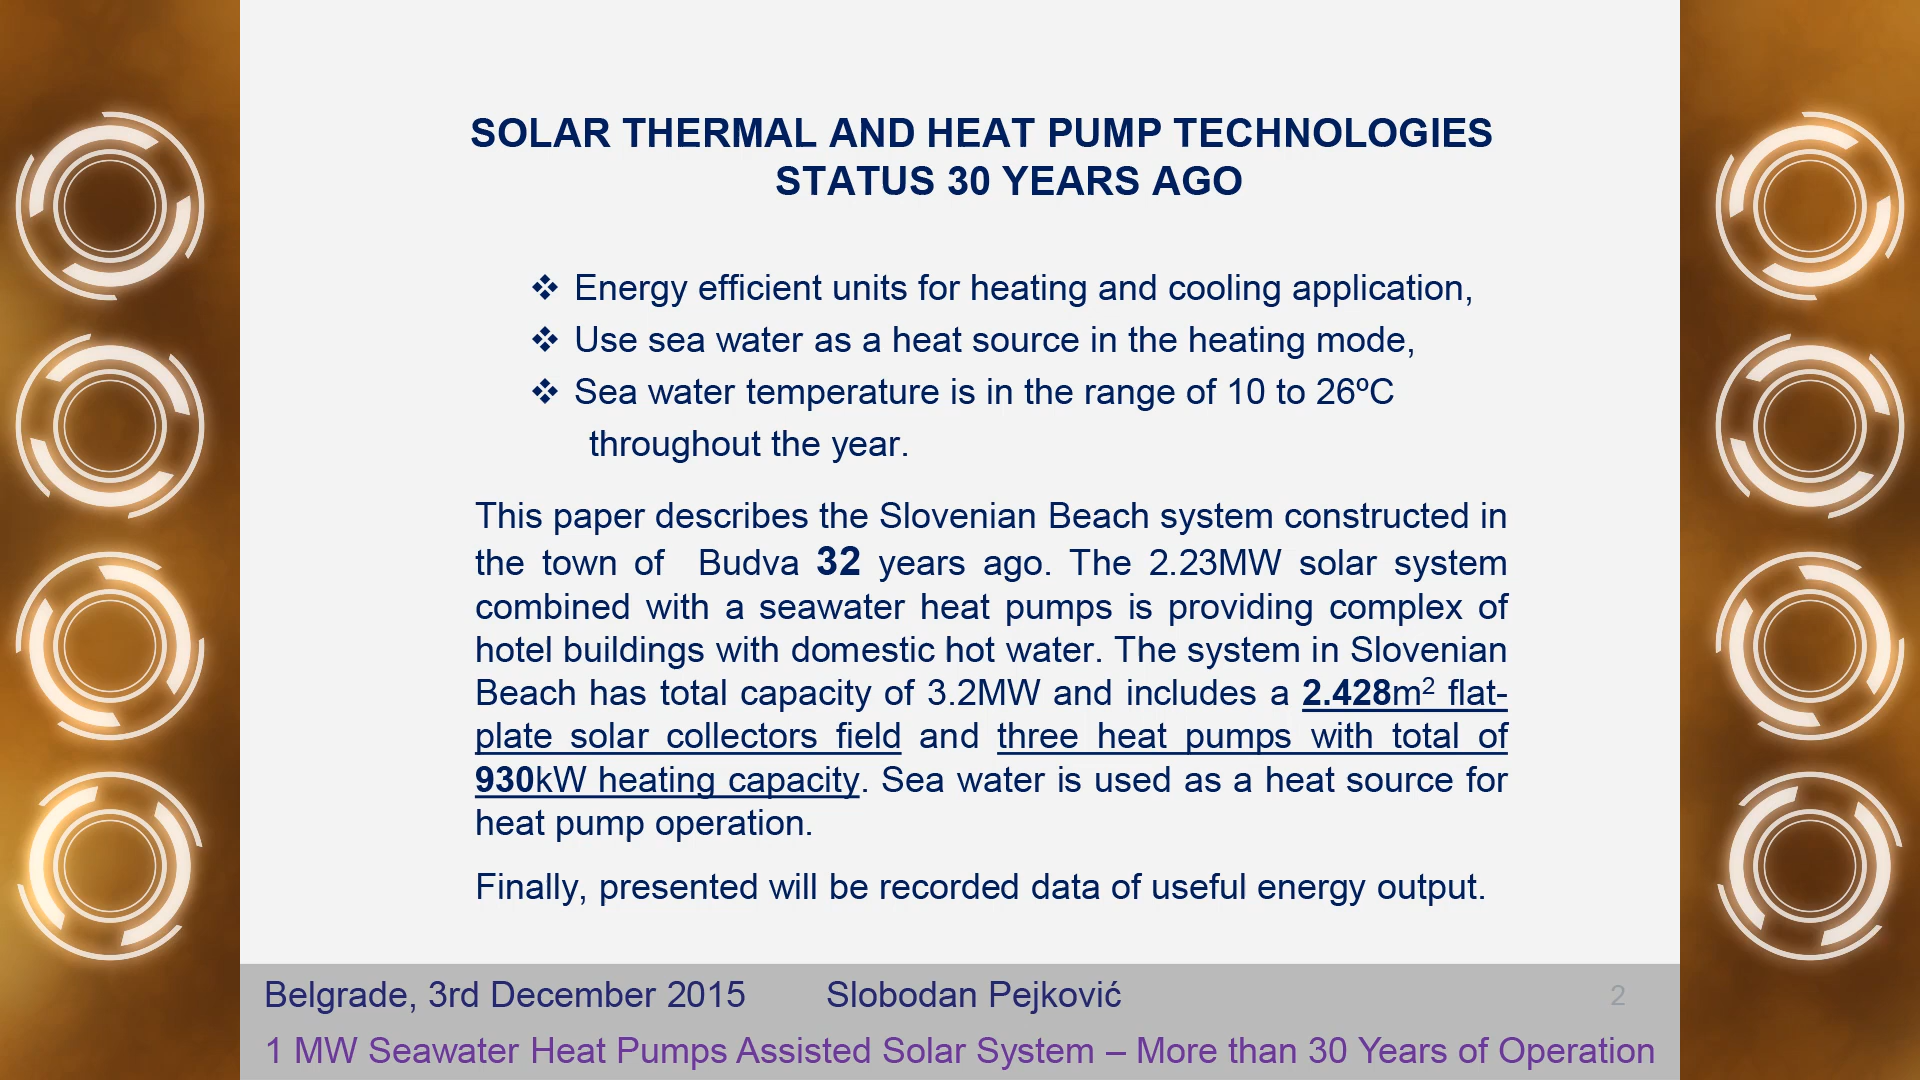 SOLAR THERMAL AND HEAT PUMP TECHNOLOGIES
STATUS 30 YEARS AGO
❖ Energy efficient units for heating and cooling application,
❖ Use sea water as a heat source in the heating mode,
❖ Sea water temperature is in the range of 10 to 26ºC
throughout the year.
This paper describes the Slovenian Beach system constructed in
the town of Budva 32 years ago. The 2.23MW solar system
combined with a seawater heat pumps is providing complex of
hotel buildings with domestic hot water. The system in Slovenian
Beach has total capacity of 3.2MW and includes a 2.428m² flat-
plate solar collectors field and three heat pumps with total of
930kW heating capacity. Sea water is used as a heat source for
heat pump operation.
Finally, presented will be recorded data of useful energy output.
Belgrade, 3rd December 2015 Slobodan Pejković 2
1 MW Seawater Heat Pumps Assisted Solar System – More than 30 Years of Operation